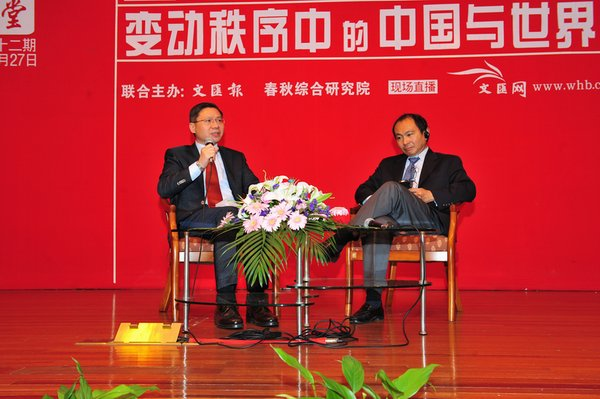 堂
十二期
月27日
变动秩序中的中国与世界
联合主办: 文汇报 春秋综合研究院 现场直播 文汇网 www.whb.c